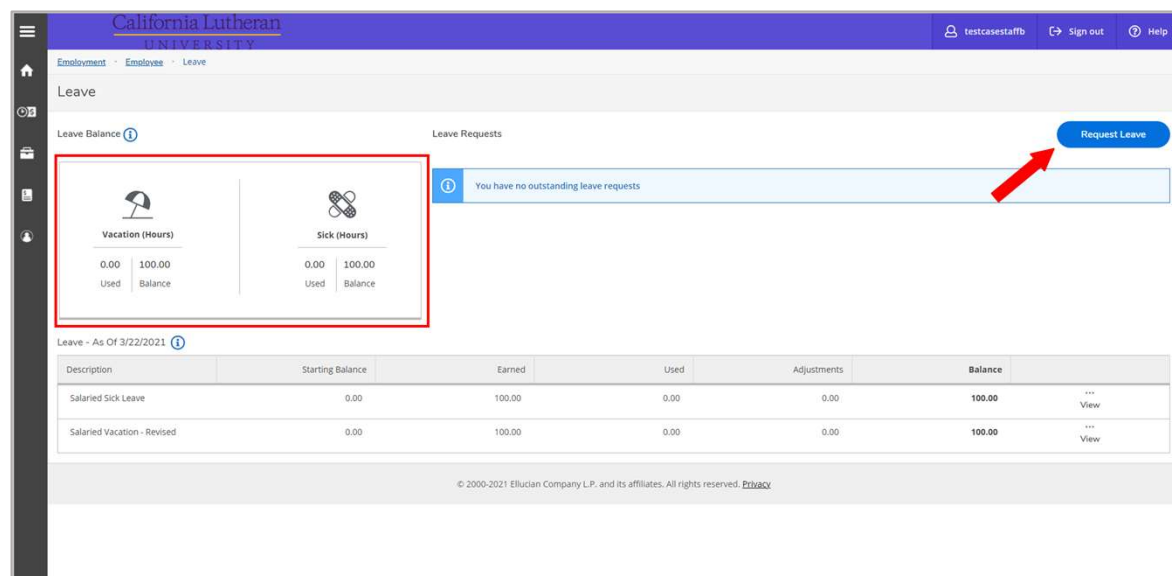 California Lutheran
UNIVERSITY
testcasestaffb Sign out Help
Employment · Employee · Leave
Leave
Leave Balance
Leave Requests
Request Leave
You have no outstanding leave requests
Vacation (Hours) Sick (Hours)
0.00 100.00 0.00 100.00
Used Balance Used Balance
Leave - As Of 3/22/2021
Description Starting Balance Earned Used Adjustments Balance
Salaried Sick Leave 0.00 100.00 0.00 0.00 100.00 ... View
Salaried Vacation - Revised 0.00 100.00 0.00 0.00 100.00 ... View
© 2000-2021 Ellucian Company L.P. and its affiliates. All rights reserved. Privacy